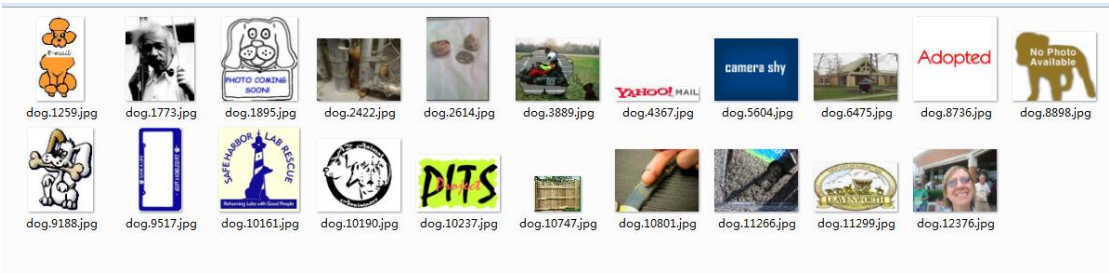 E-mail
PHOTO COMING
SOON!
YAHOO! MAIL
camera shy
Adopted
No Photo
Available
dog.1259.jpg
dog.1773.jpg
dog.1895.jpg
dog.2422.jpg
dog.2614.jpg
dog.3889.jpg
dog.4367.jpg
dog.5604.jpg
dog.6475.jpg
dog.8736.jpg
dog.8898.jpg
SAFE HARBOR LAB RESCUE
Rehoming Labs with Good People
PITS
Project
LEAVENWORTH
dog.9188.jpg
dog.9517.jpg
dog.10161.jpg
dog.10190.jpg
dog.10237.jpg
dog.10747.jpg
dog.10801.jpg
dog.11266.jpg
dog.11299.jpg
dog.12376.jpg